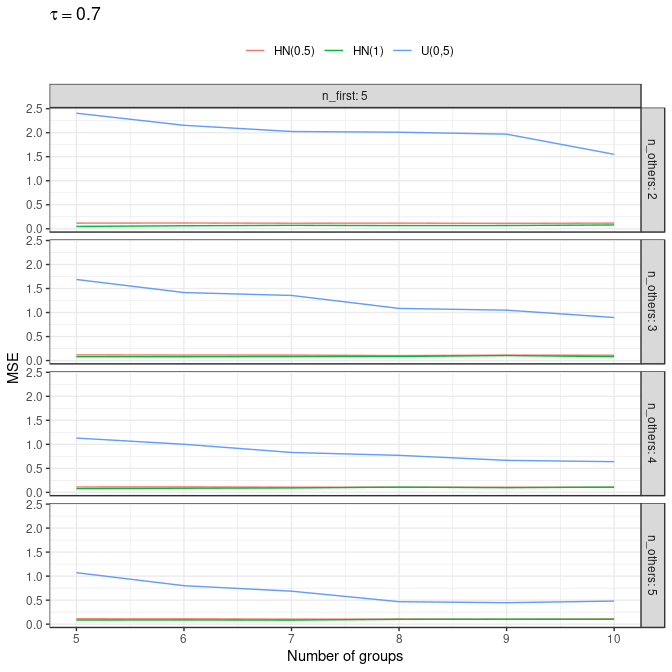 τ = 0.7
HN(0.5) HN(1) U(0,5)
n_first: 5
2.5
2.0
1.5
1.0
0.5
0.0
n_others: 2
2.5
2.0
1.5
1.0
0.5
0.0
n_others: 3
2.5
2.0
1.5
1.0
0.5
0.0
n_others: 4
2.5
2.0
1.5
1.0
0.5
0.0
n_others: 5
MSE
5 6 7 8 9 10
Number of groups